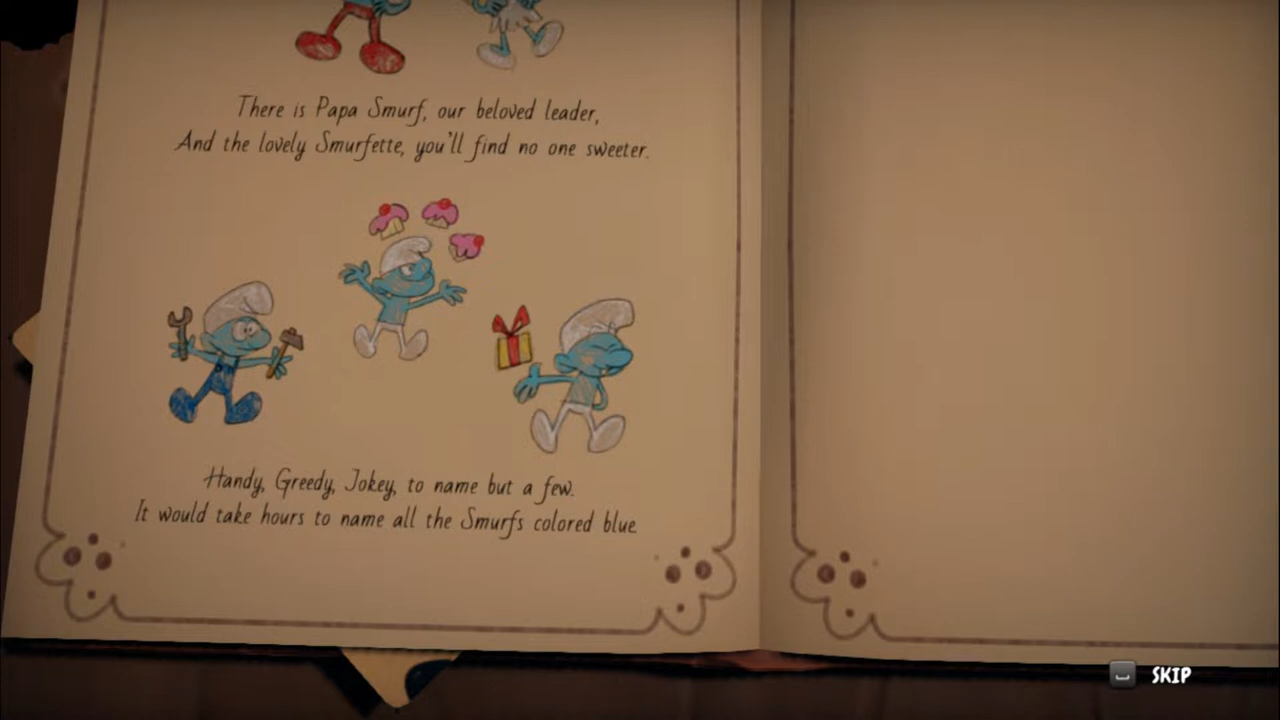 There is Papa Smurf, our beloved leader,
And the lovely Smurfette, you'll find no one sweeter.
Handy, Greedy, Jokey, to name but a few.
It would take hours to name all the Smurfs colored blue.
SKIP